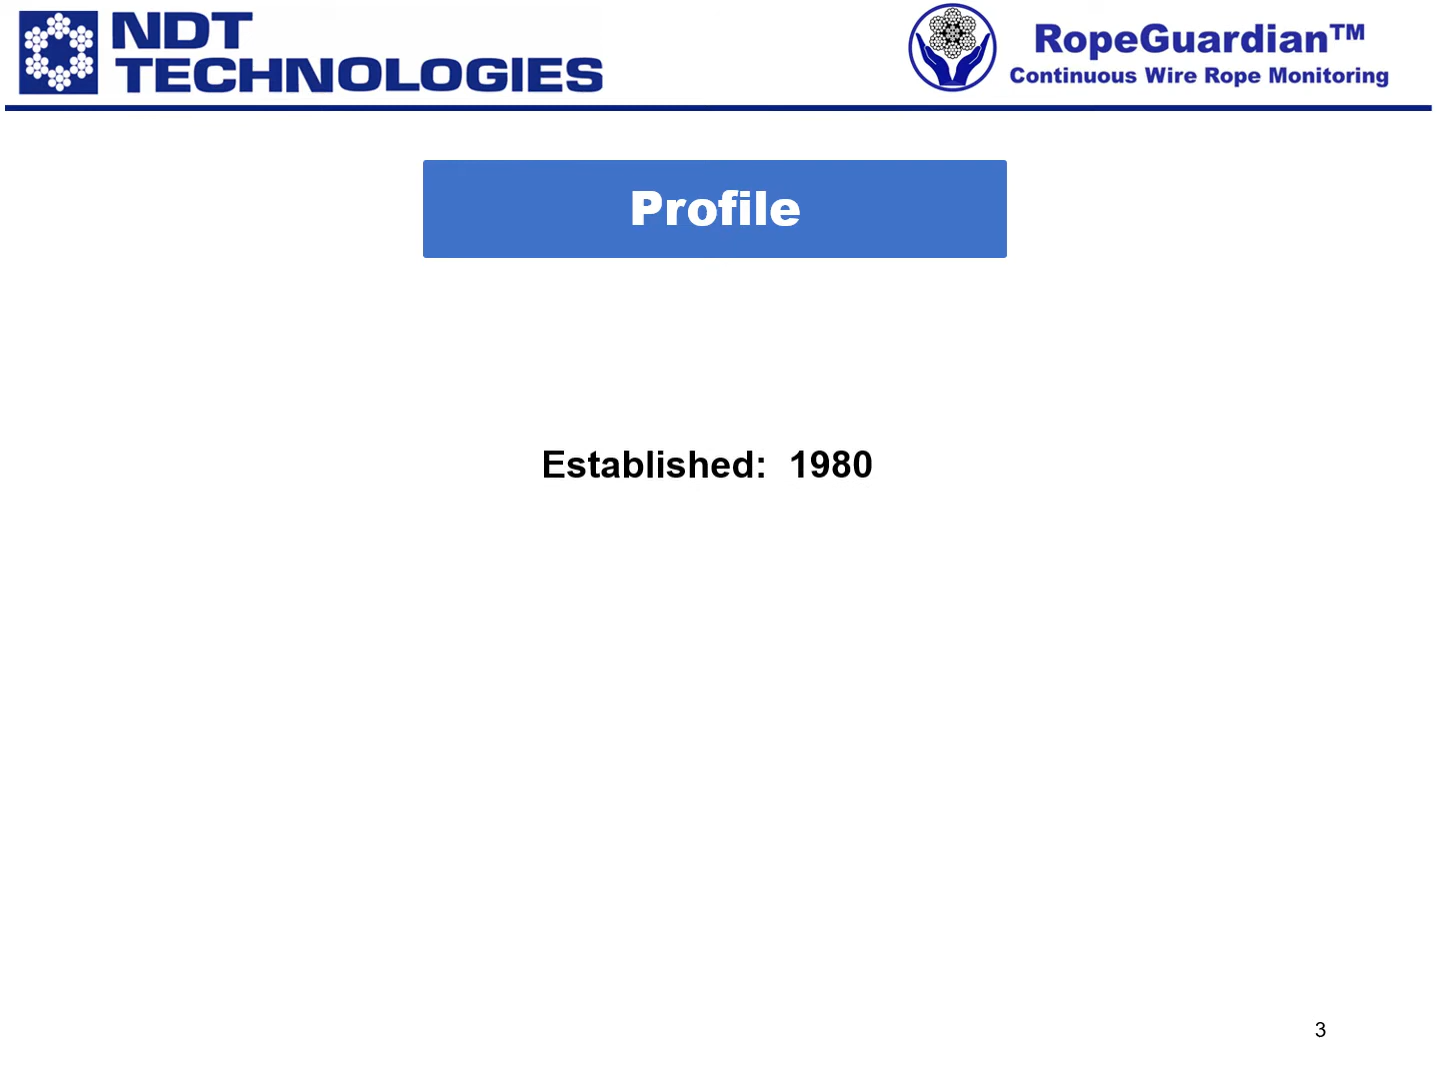 NDT
TECHNOLOGIES
RopeGuardian™
Continuous Wire Rope Monitoring
Profile
Established:  1980
3